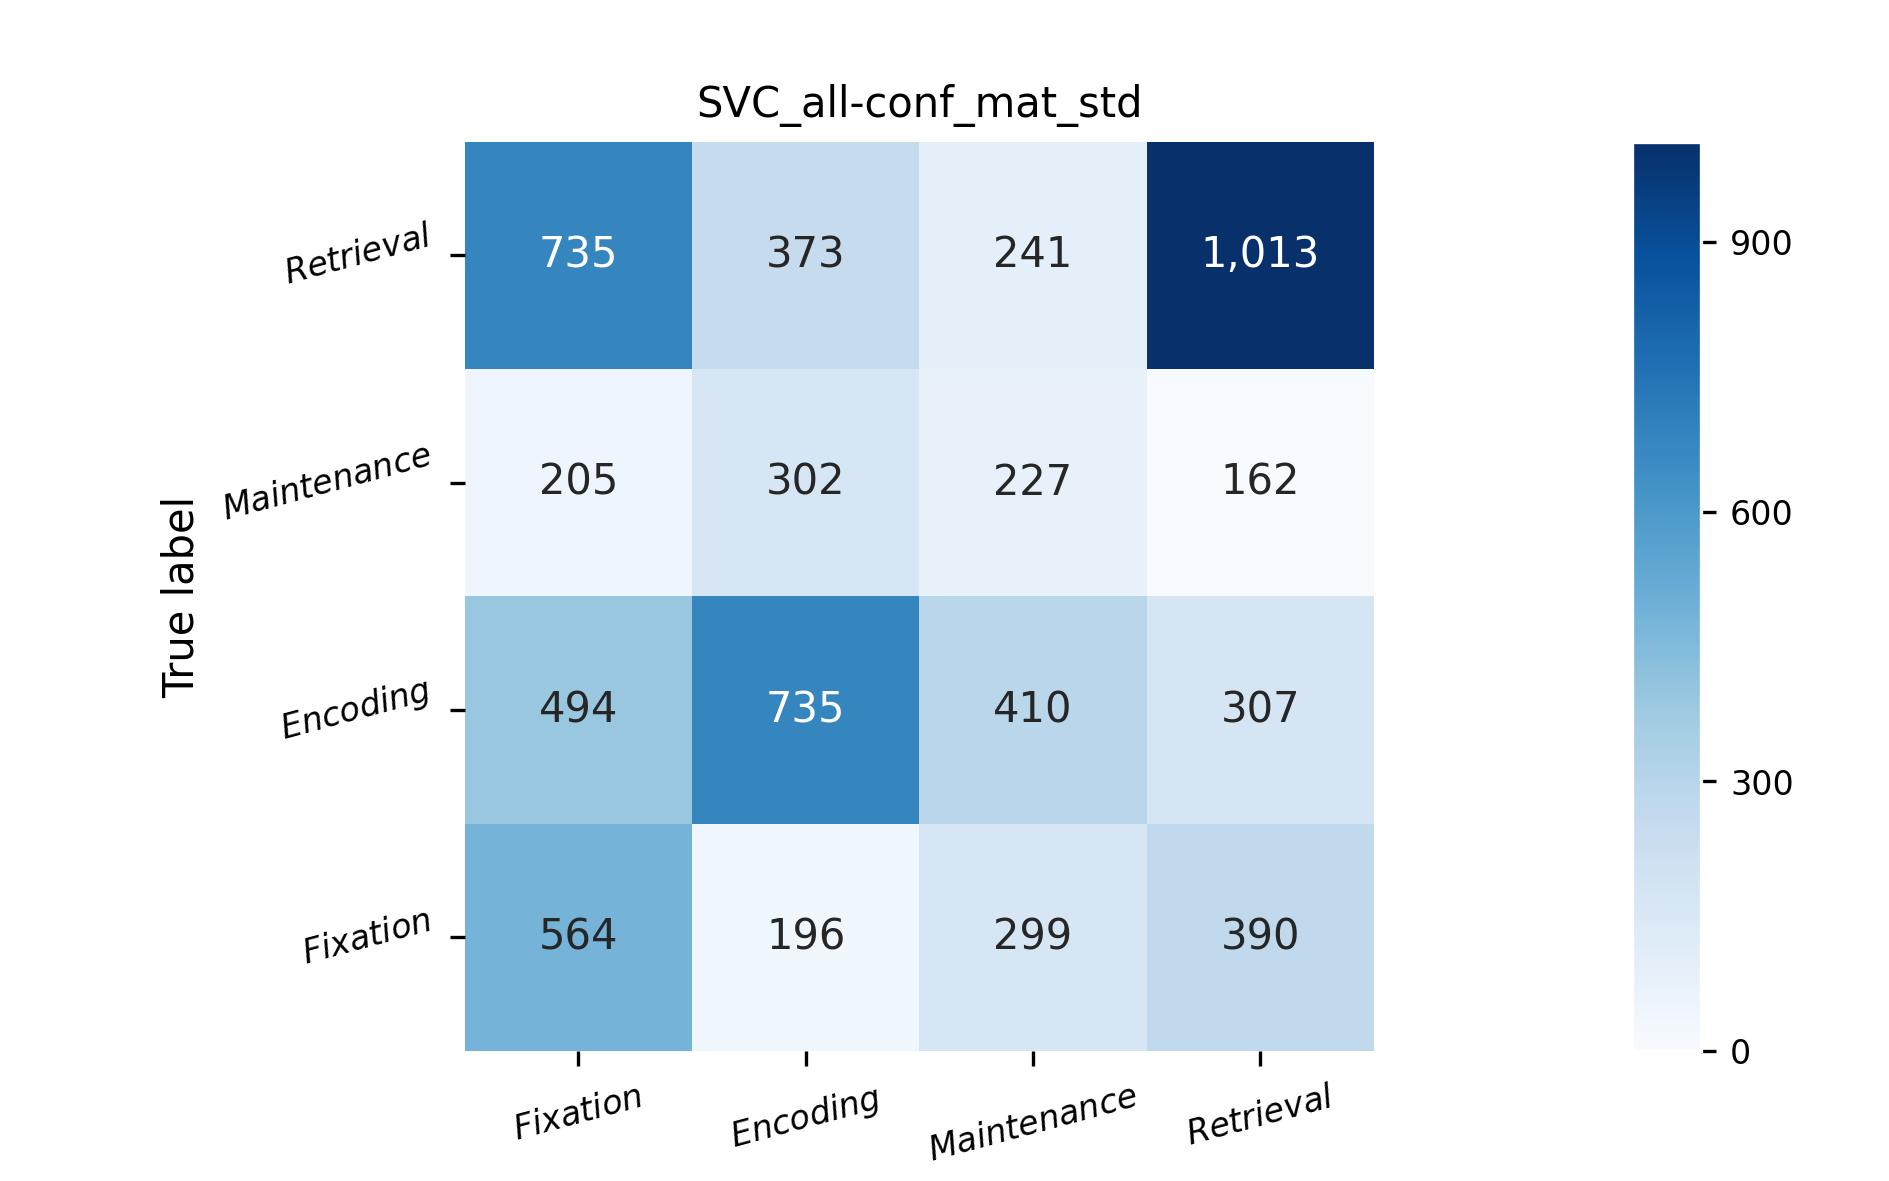 SVC_all-conf_mat_std
True label
Retrieval 735 373 241 1,013
Maintenance 205 302 227 162
Encoding 494 735 410 307
Fixation 564 196 299 390
Fixation Encoding Maintenance Retrieval
900
600
300
0